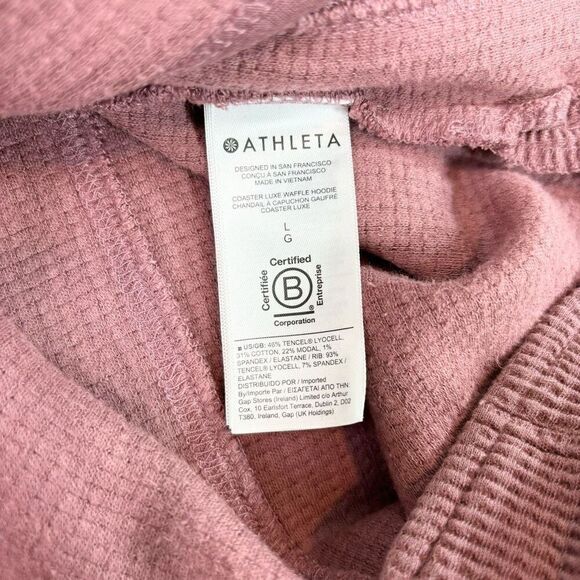 ATHLETA
DESIGNED IN SAN FRANCISCO
CONÇU À SAN FRANCISCO
MADE IN VIETNAM
COASTER LUXE WAFFLE HOODIE
CHANDAIL À CAPUCHON GAUFRÉ
COASTER LUXE
L
G
Certified
Certifiée
B
®
Entreprise
Corporation
US/GB: 46% TENCEL® LYOCELL,
31% COTTON, 22% MODAL, 1%
SPANDEX / ELASTANE / RIB: 93%
TENCEL® LYOCELL, 7% SPANDEX /
ELASTANE
DISTRIBUIDO POR / Imported
By/Importe Par / ΕΙΣΑΓΕΤΑΙ ΑΠΟ ΤΗΝ:
Gap Stores (Ireland) Limited c/o Arthur
Cox, 10 Earlsfort Terrace, Dublin 2, D02
T380, Ireland, Gap (UK Holdings)